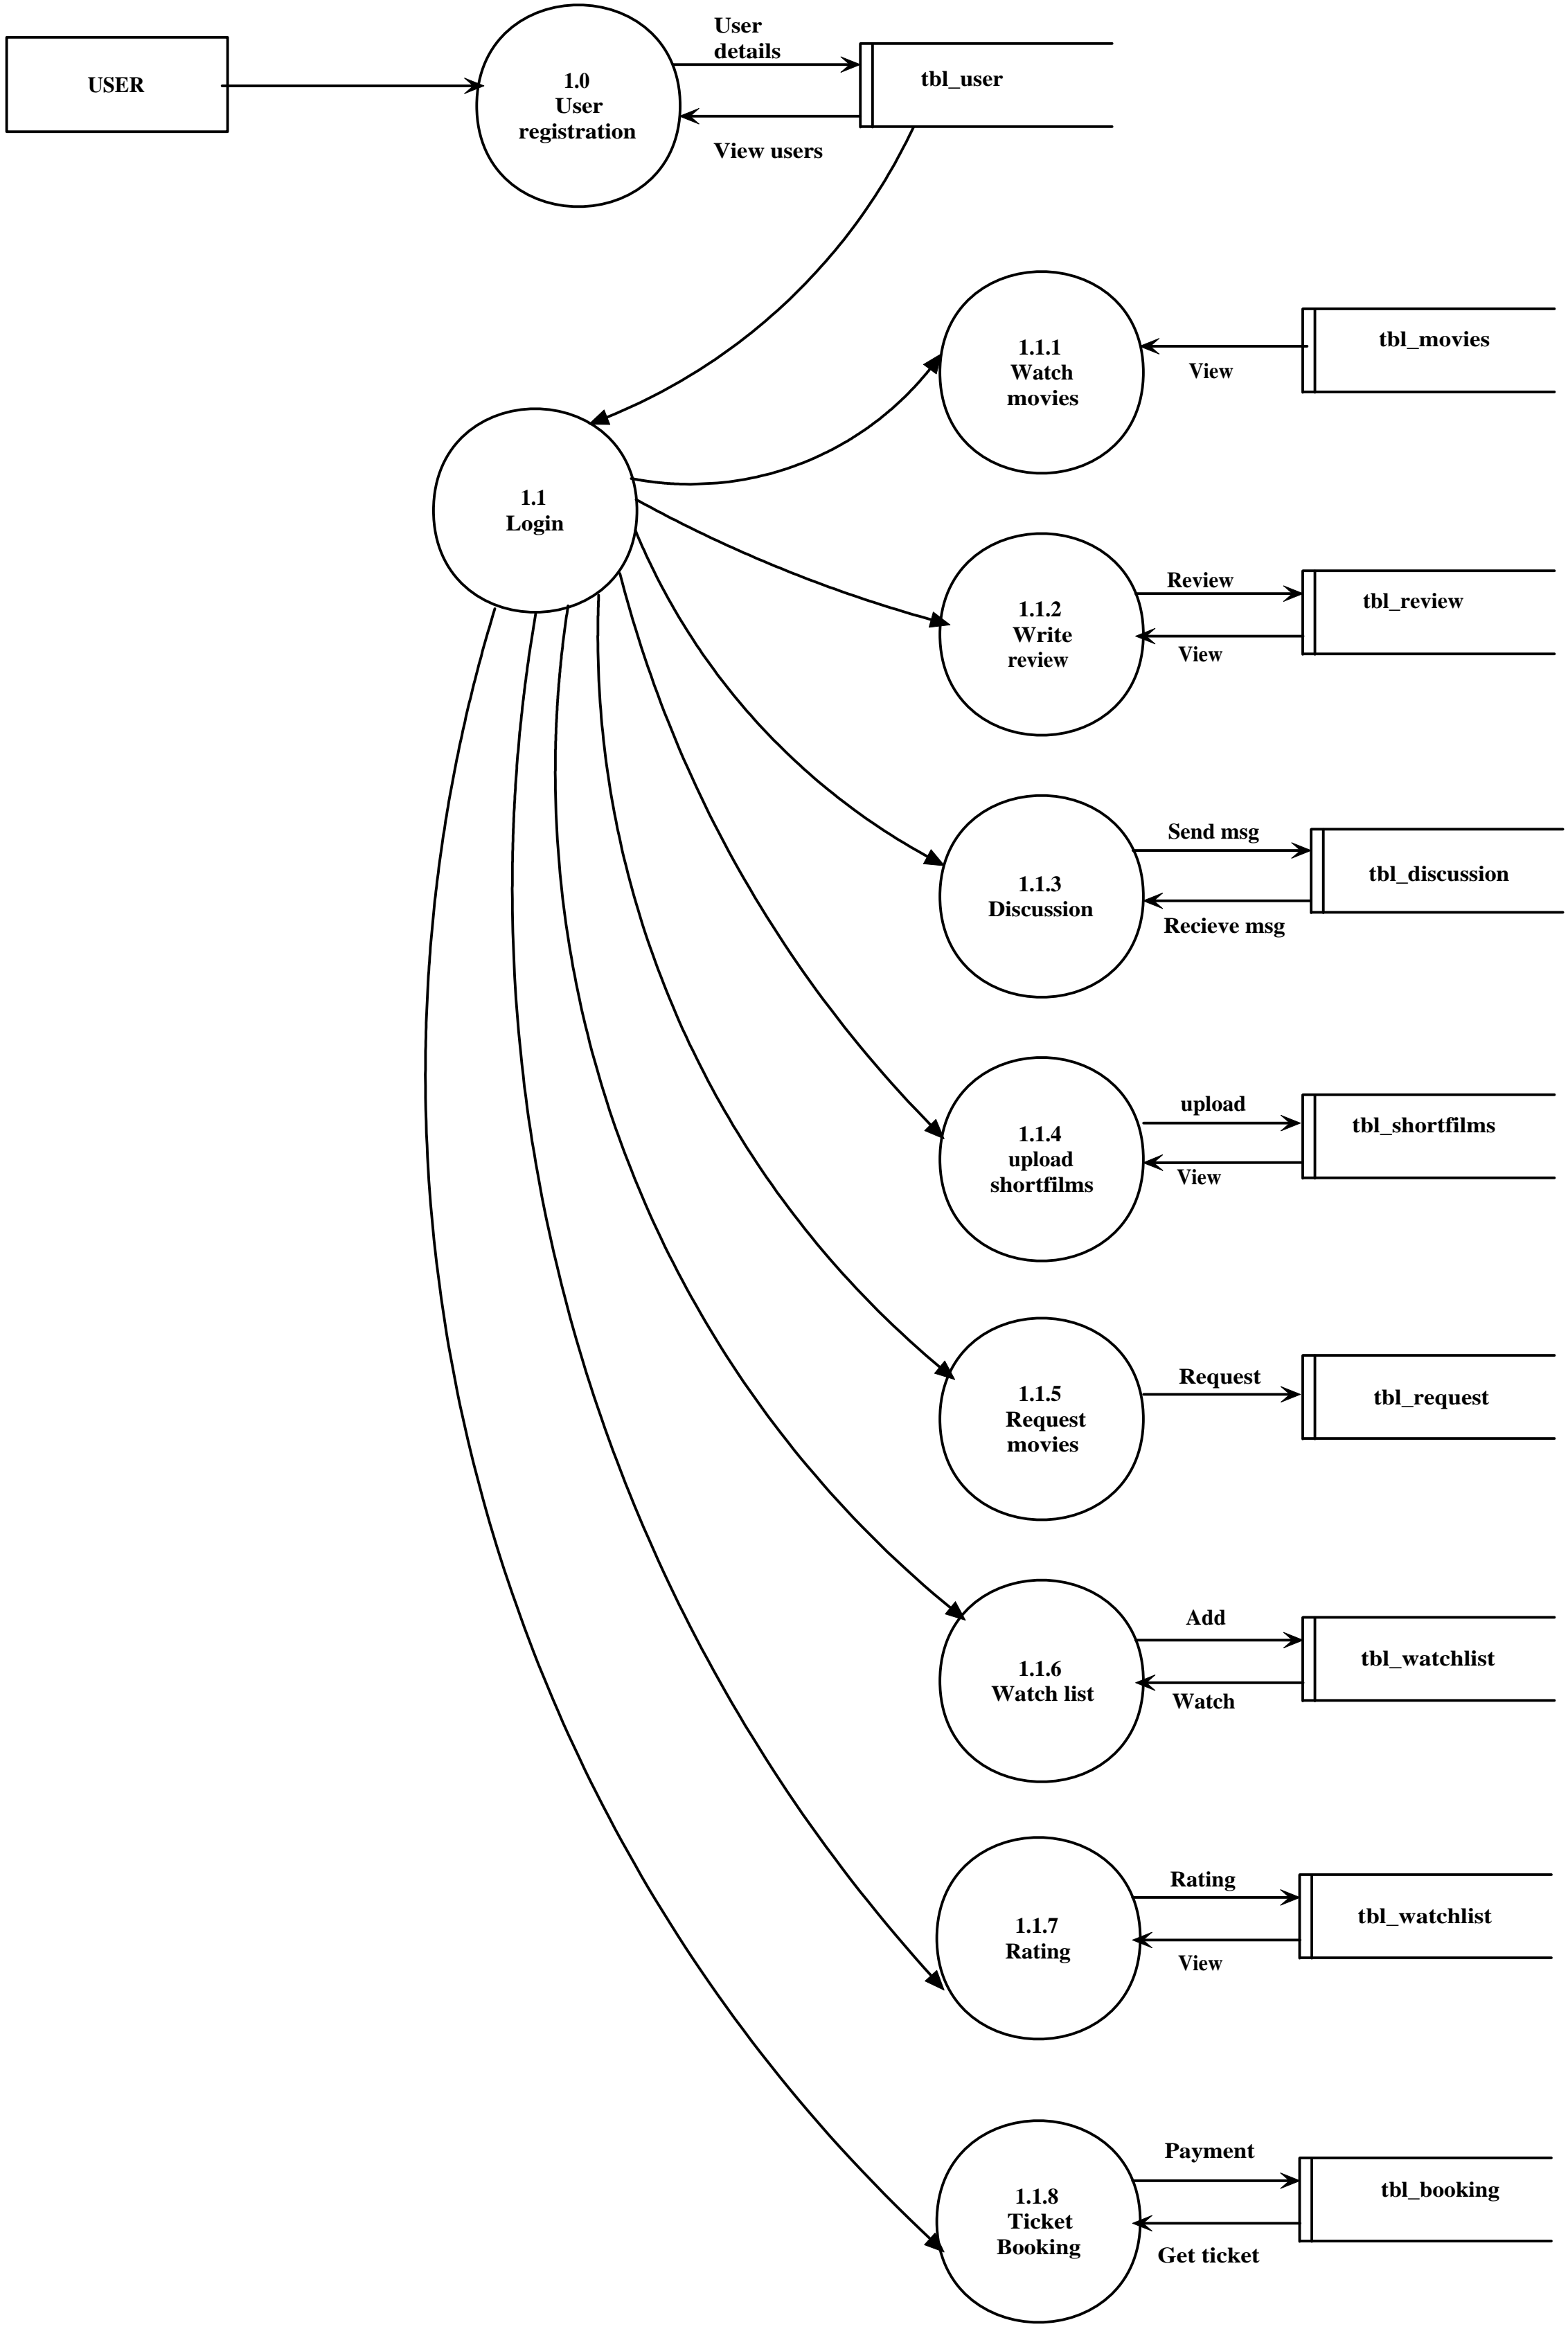 USER
1.0
User
registration
User
details
View users
tbl_user
1.1
Login
1.1.1
Watch
movies
View
tbl_movies
1.1.2
Write
review
Review
View
tbl_review
1.1.3
Discussion
Send msg
Recieve msg
tbl_discussion
1.1.4
upload
shortfilms
upload
View
tbl_shortfilms
1.1.5
Request
movies
Request
tbl_request
1.1.6
Watch list
Add
Watch
tbl_watchlist
1.1.7
Rating
Rating
View
tbl_watchlist
1.1.8
Ticket
Booking
Payment
Get ticket
tbl_booking